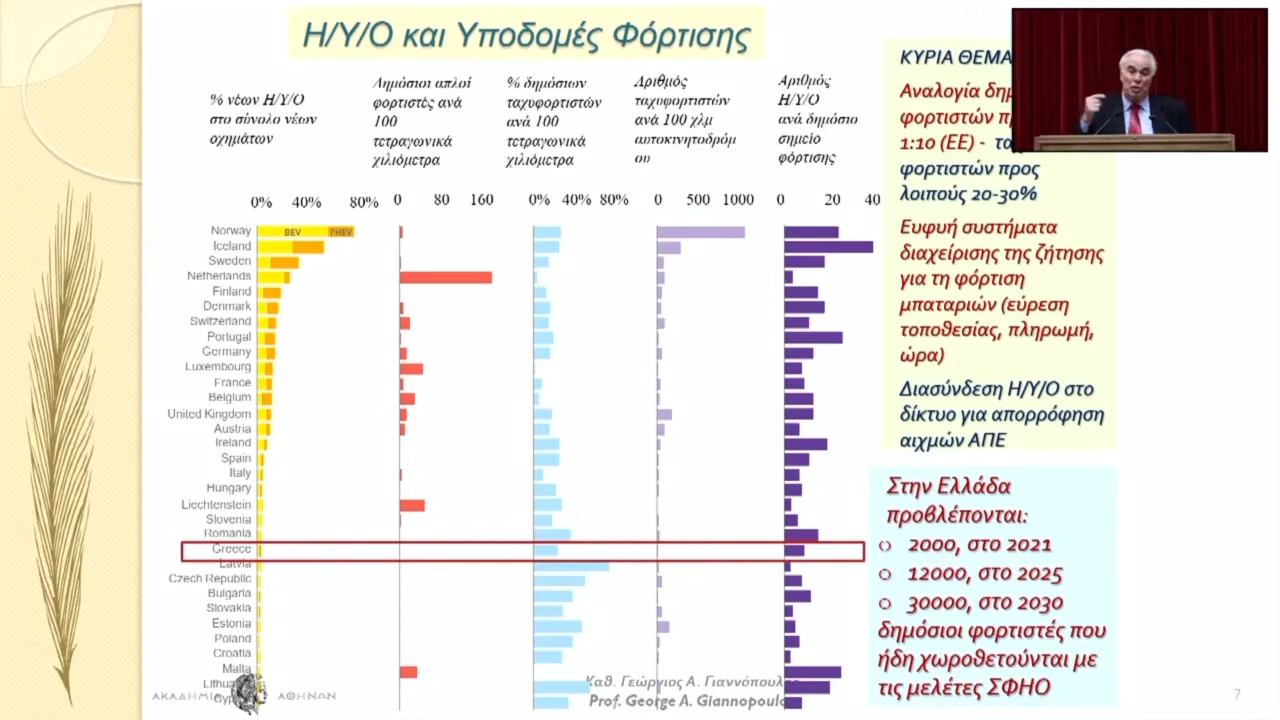 Η/Υ/Ο και Υποδομές Φόρτισης
% νέων Η/Υ/Ο
στο σύνολο νέων
οχημάτων
Δημόσιοι απλοί
φορτιστές ανά
100
τετραγωνικά
χιλιόμετρα
% δημόσιων
ταχυφορτιστών
ανά 100
τετραγωνικά
χιλιόμετρα
Αριθμός
ταχυφορτιστών
ανά 100 χλμ
αυτοκινητοδρόμ
ου
Αριθμός
Η/Υ/Ο
ανά δημόσιο
σημείο
φόρτισης
0% 40% 80% 0 80 160 0% 40% 80% 0 500 1000 0 20 40
BEV PHEV
Norway
Iceland
Sweden
Netherlands
Finland
Denmark
Switzerland
Portugal
Germany
Luxembourg
France
Belgium
United Kingdom
Austria
Ireland
Spain
Italy
Hungary
Liechtenstein
Slovenia
Romania
Greece
Latvia
Czech Republic
Bulgaria
Slovakia
Estonia
Poland
Croatia
Malta
ΑΚΑΔΗΜΙΑ ΑΘΗΝΑΝ
Καθ. Γεώργιος Α. Γιαννόπουλος
Prof. George A. Giannopoulo
ΚΥΡΙΑ ΘΕΜΑ
Αναλογία
φορτιστών
1:10 (ΕΕ) -
φορτιστών προς
λοιπούς 20-30%
Ευφυή συστήματα
διαχείρισης της ζήτησης
για τη φόρτιση
μπαταριών (εύρεση
τοποθεσίας, πληρωμή,
ώρα)
Διασύνδεση Η/Υ/Ο στο
δίκτυο για απορρόφηση
αιχμών ΑΠΕ
Στην Ελλάδα
προβλέπονται:
2000, στο 2021
12000, στο 2025
30000, στο 2030
δημόσιοι φορτιστές που
ήδη χωροθετούνται με
τις μελέτες ΣΦΗΟ
7